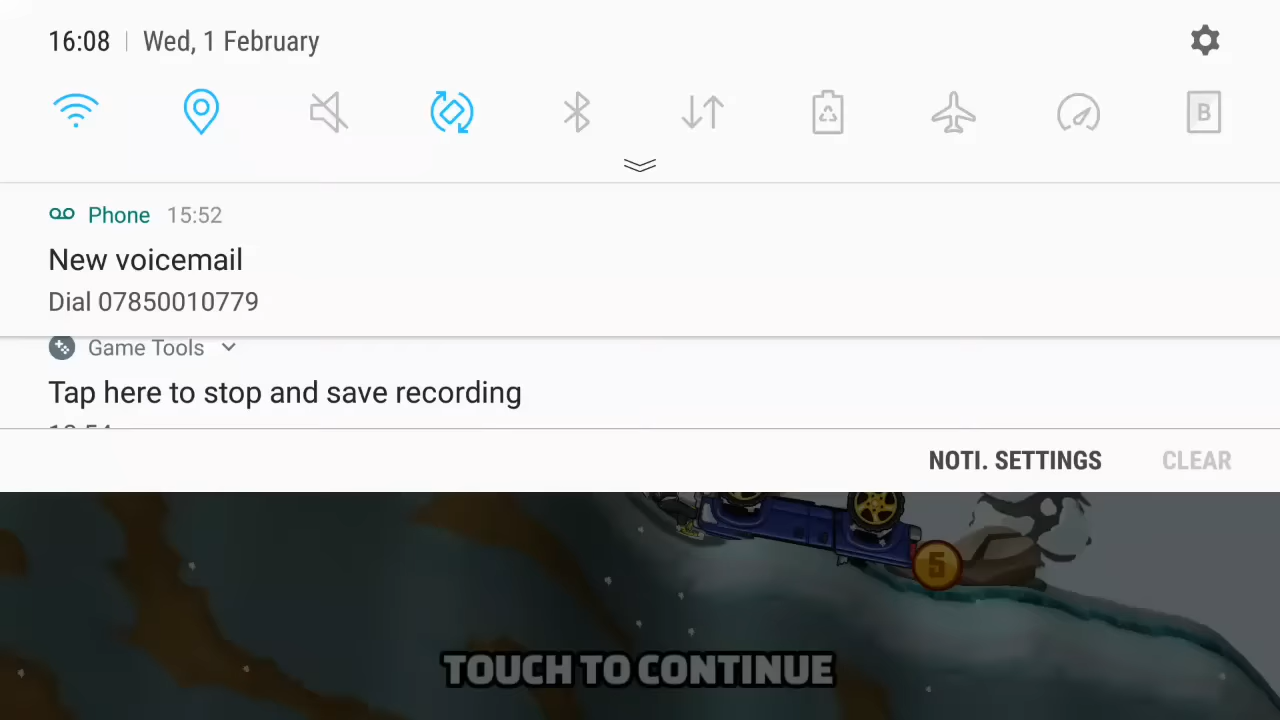 16:08 | Wed, 1 February
B
Phone 15:52
New voicemail
Dial 07850010779
Game Tools
Tap here to stop and save recording
NOTI. SETTINGS CLEAR
5
TOUCH TO CONTINUE